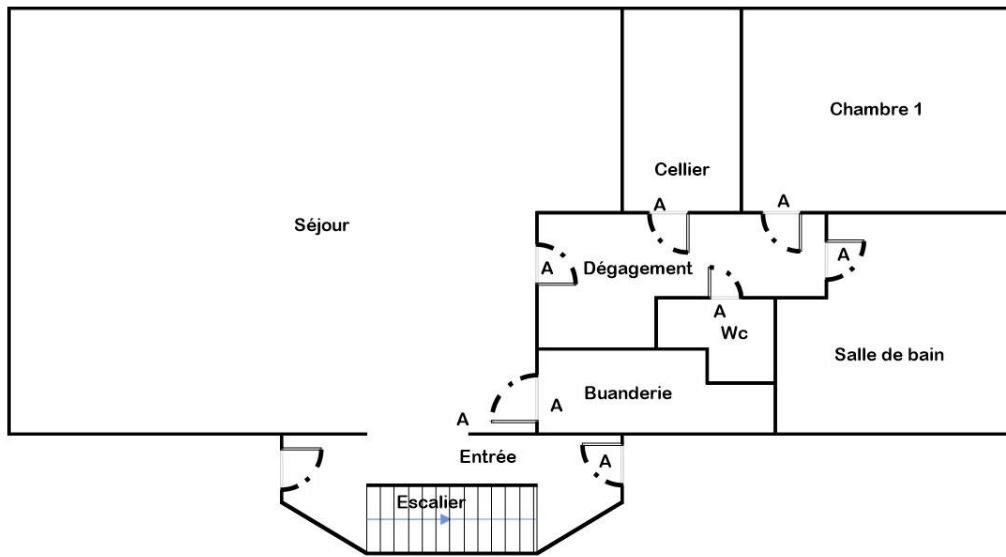 Chambre 1
Cellier
A
A
Séjour
A
Dégagement
A
A
Wc
Salle de bain
Buanderie
A
A
Entrée
A
Escalier